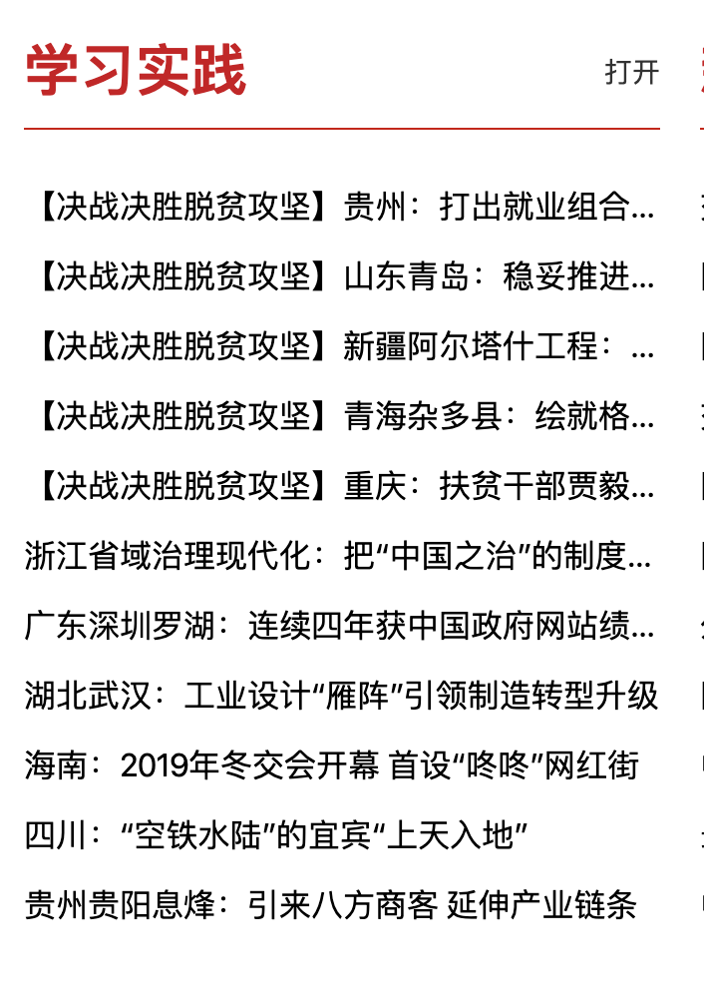 学习实践
打开
【决战决胜脱贫攻坚】贵州：打出就业组合...
【决战决胜脱贫攻坚】山东青岛：稳妥推进...
【决战决胜脱贫攻坚】新疆阿尔塔什工程：...
【决战决胜脱贫攻坚】青海杂多县：绘就格...
【决战决胜脱贫攻坚】重庆：扶贫干部贾毅...
浙江省域治理现代化：把“中国之治”的制度...
广东深圳罗湖：连续四年获中国政府网站绩...
湖北武汉：工业设计“雁阵”引领制造转型升级
海南：2019年冬交会开幕 首设“咚咚”网红街
四川：“空铁水陆”的宜宾“上天入地”
贵州贵阳息烽：引来八方商客 延伸产业链条